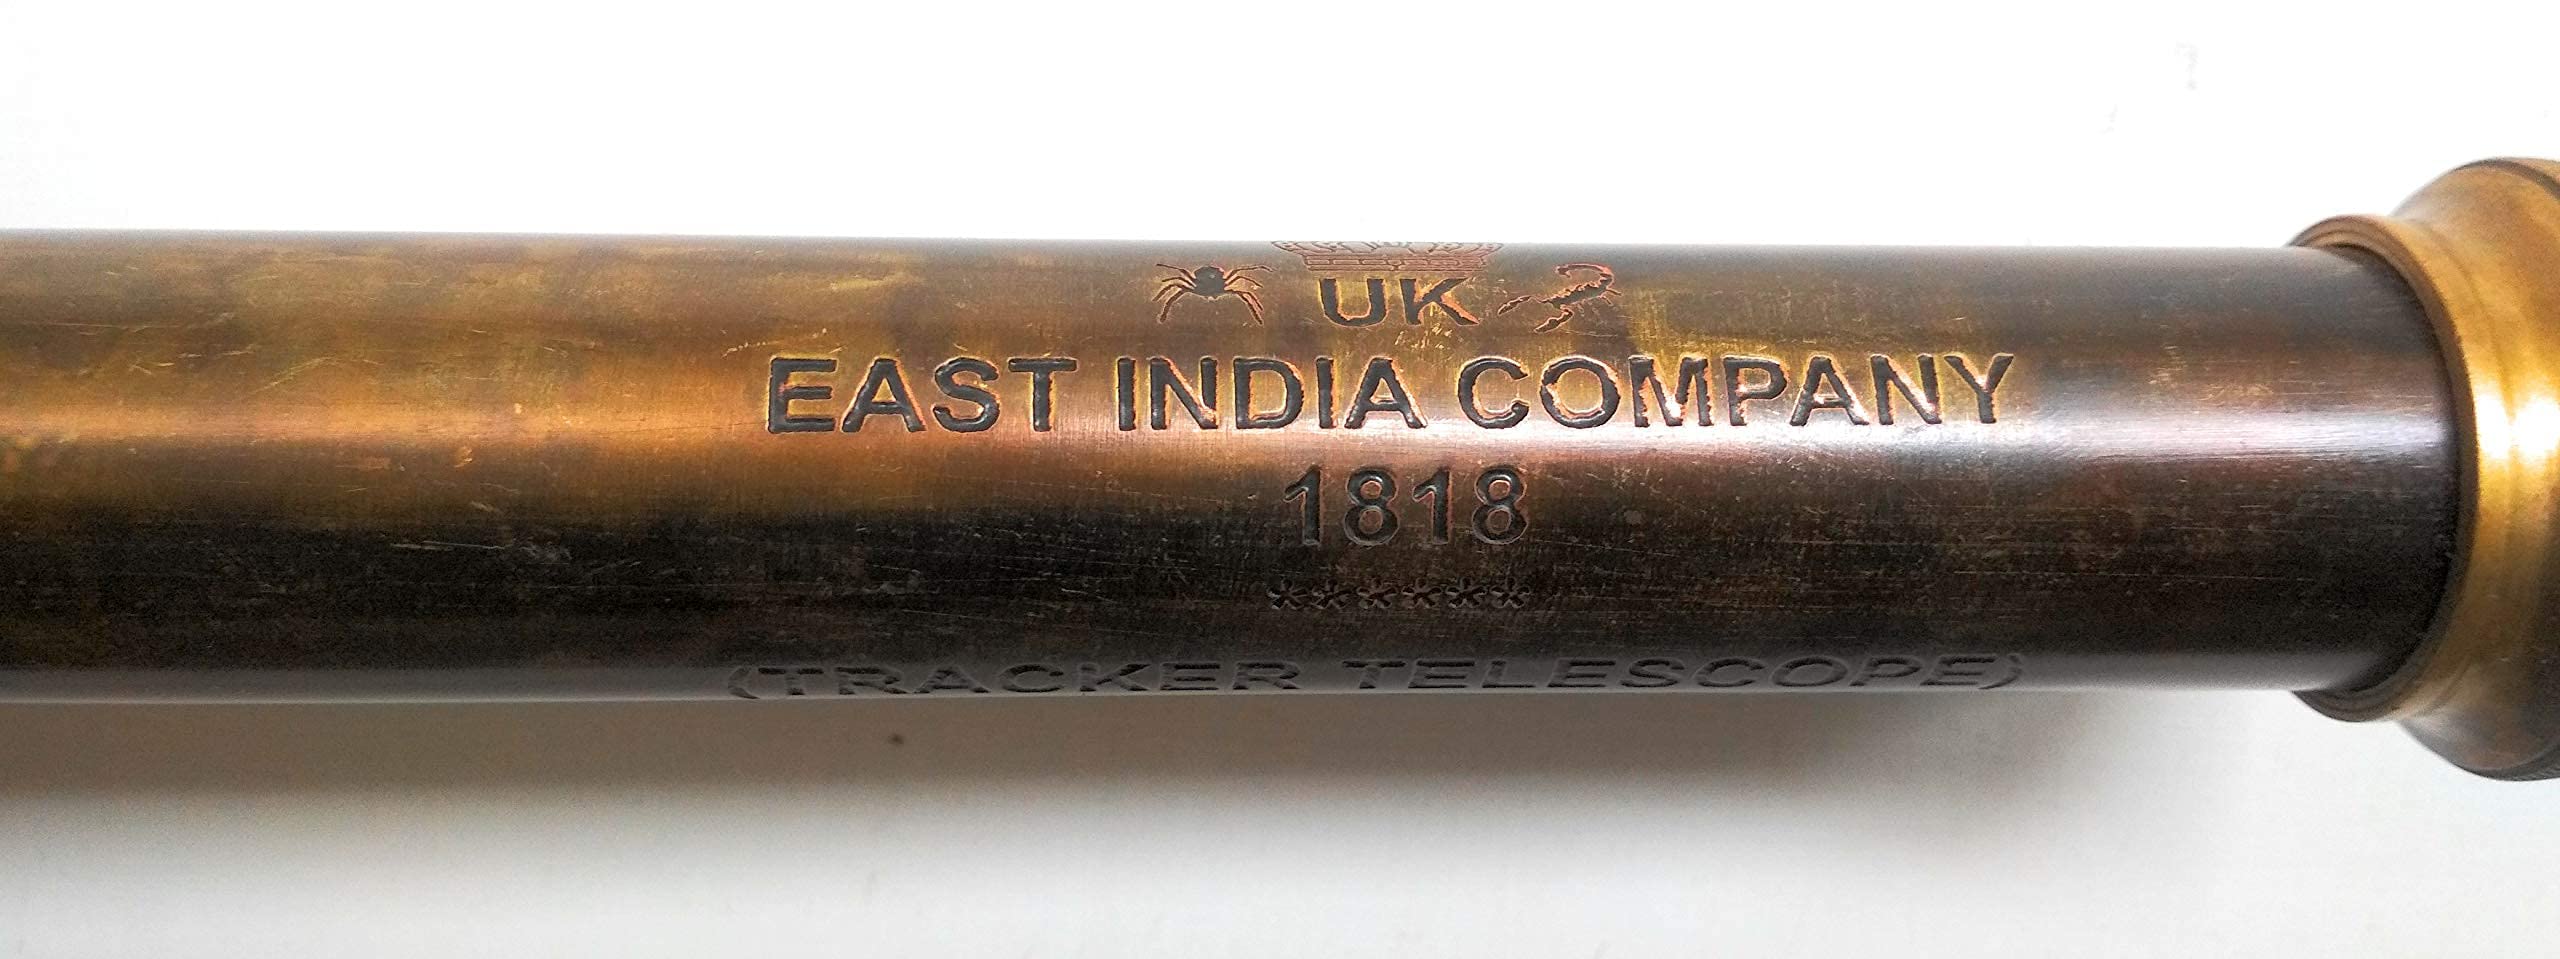 UK
EAST INDIA COMPANY
1818
******
(TRACKER TELESCOPE)